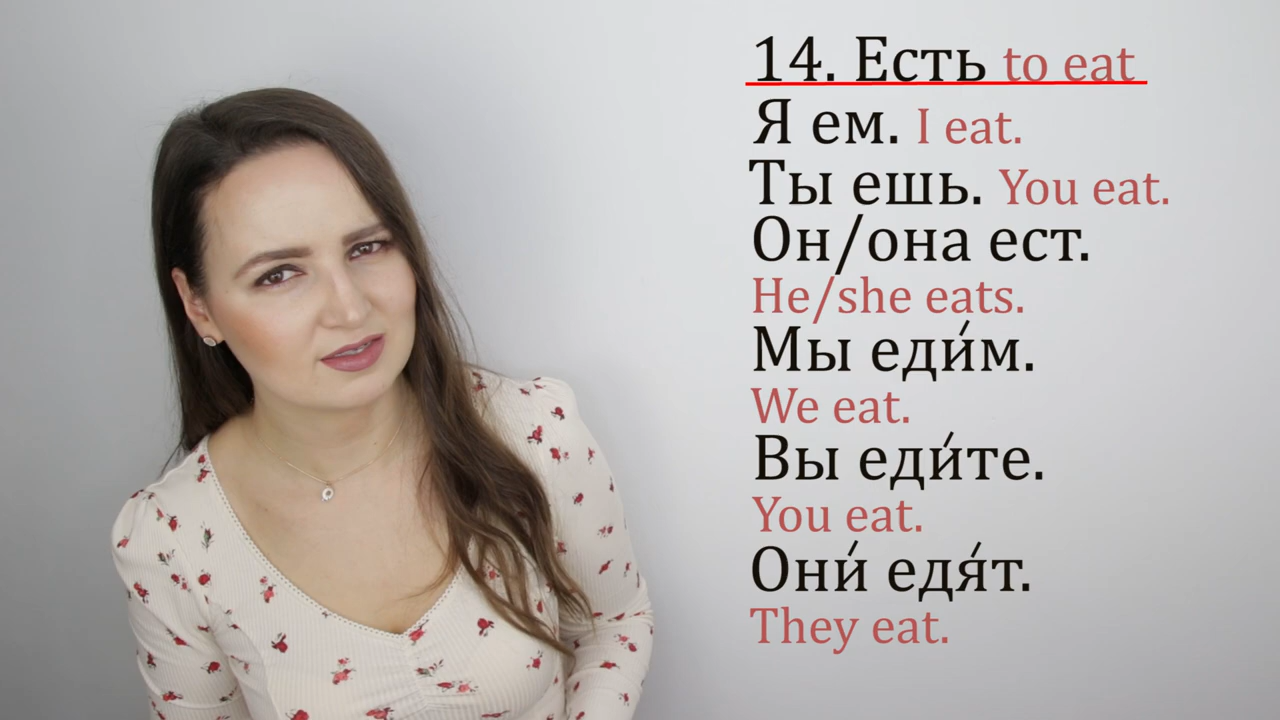 14. Есть to eat
Я ем. I eat.
Ты ешь. You eat.
Он/она ест.
He/she eats.
Мы еди́м.
We eat.
Вы еди́те.
You eat.
Они́ едя́т.
They eat.